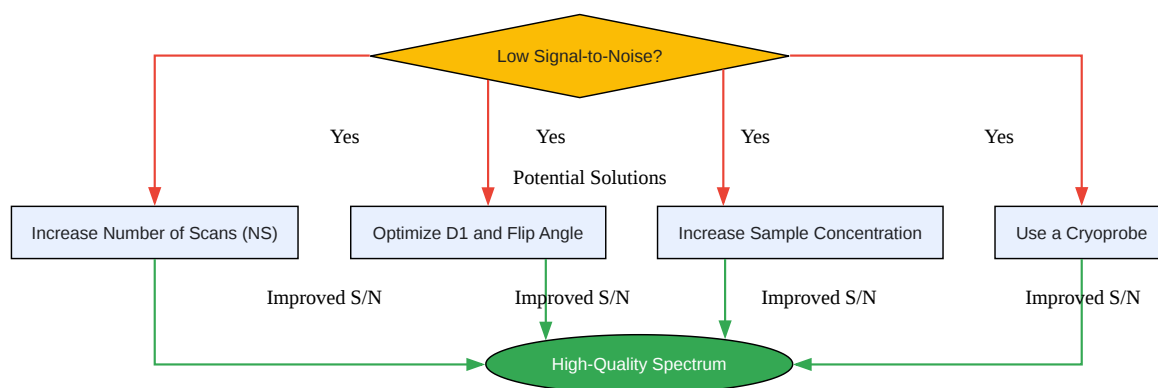 Low Signal-to-Noise?
Yes Yes Yes Yes
Potential Solutions
Increase Number of Scans (NS) Optimize D1 and Flip Angle Increase Sample Concentration Use a Cryoprobe
Improved S/N Improved S/N Improved S/N Improved S/N
High-Quality Spectrum